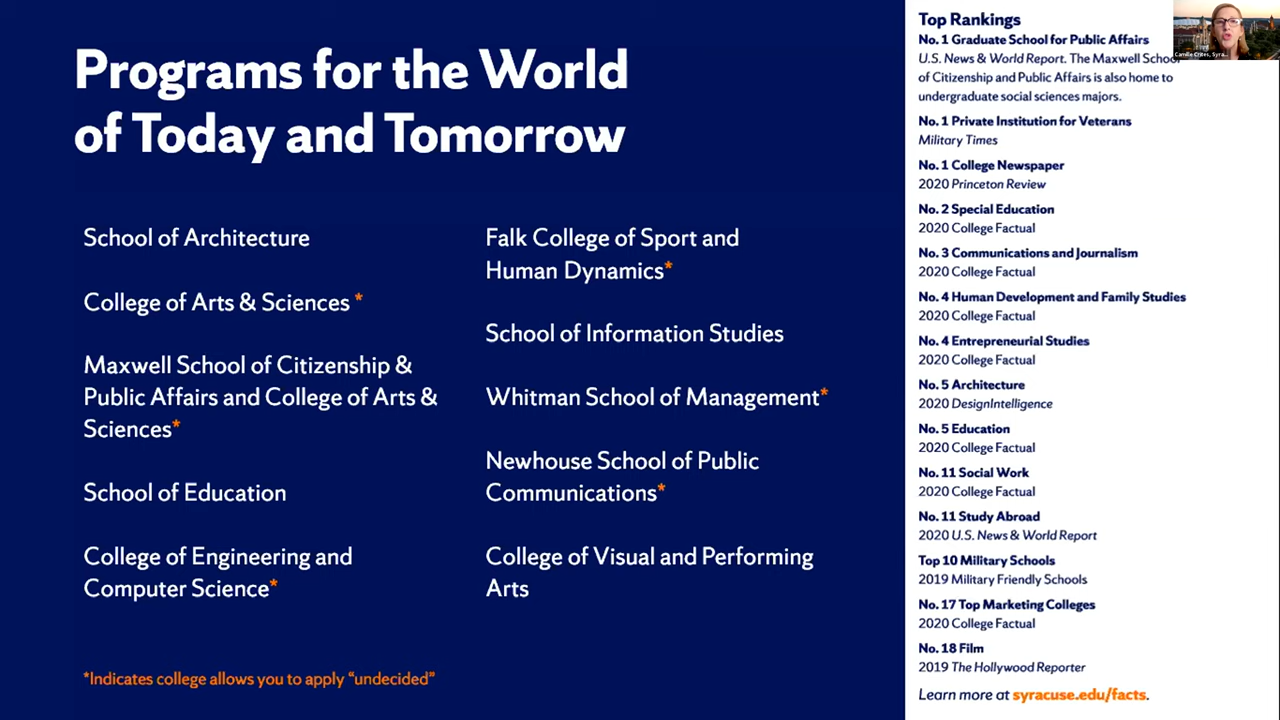 Programs for the World
of Today and Tomorrow
School of Architecture
College of Arts & Sciences *
Maxwell School of Citizenship &
Public Affairs and College of Arts &
Sciences*
School of Education
College of Engineering and
Computer Science*
Falk College of Sport and
Human Dynamics*
School of Information Studies
Whitman School of Management*
Newhouse School of Public
Communications*
College of Visual and Performing
Arts
*Indicates college allows you to apply “undecided”
Top Rankings
No. 1 Graduate School for Public Affairs
U.S. News & World Report. The Maxwell School
of Citizenship and Public Affairs is also home to
undergraduate social sciences majors.
No. 1 Private Institution for Veterans
Military Times
No. 1 College Newspaper
2020 Princeton Review
No. 2 Special Education
2020 College Factual
No. 3 Communications and Journalism
2020 College Factual
No. 4 Human Development and Family Studies
2020 College Factual
No. 4 Entrepreneurial Studies
2020 College Factual
No. 5 Architecture
2020 DesignIntelligence
No. 5 Education
2020 College Factual
No. 11 Social Work
2020 College Factual
No. 11 Study Abroad
2020 U.S. News & World Report
Top 10 Military Schools
2019 Military Friendly Schools
No. 17 Top Marketing Colleges
2020 College Factual
No. 18 Film
2019 The Hollywood Reporter
Learn more at syracuse.edu/facts.
Camille Crites, Syra...